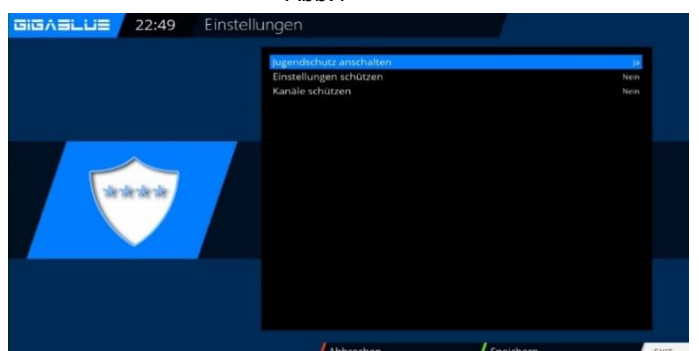 GIGABLUE 22:49 Einstellungen
Jugendschutz anschalten Ja
Einstellungen schützen Nein
Kanäle schützen Nein
Abbrechen Speichern EXIT